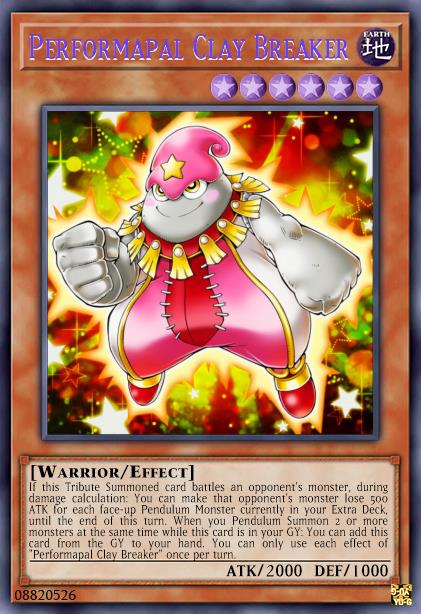 Performapal Clay Breaker
EARTH
地
[Warrior/Effect]
If this Tribute Summoned card battles an opponent's monster, during
damage calculation: You can make that opponent's monster lose 500
ATK for each face-up Pendulum Monster currently in your Extra Deck,
until the end of this turn. When you Pendulum Summon 2 or more
monsters at the same time while this card is in your GY: You can add this
card from the GY to your hand. You can only use each effect of
"Performapal Clay Breaker" once per turn.
ATK/2000 DEF/1000
08820526